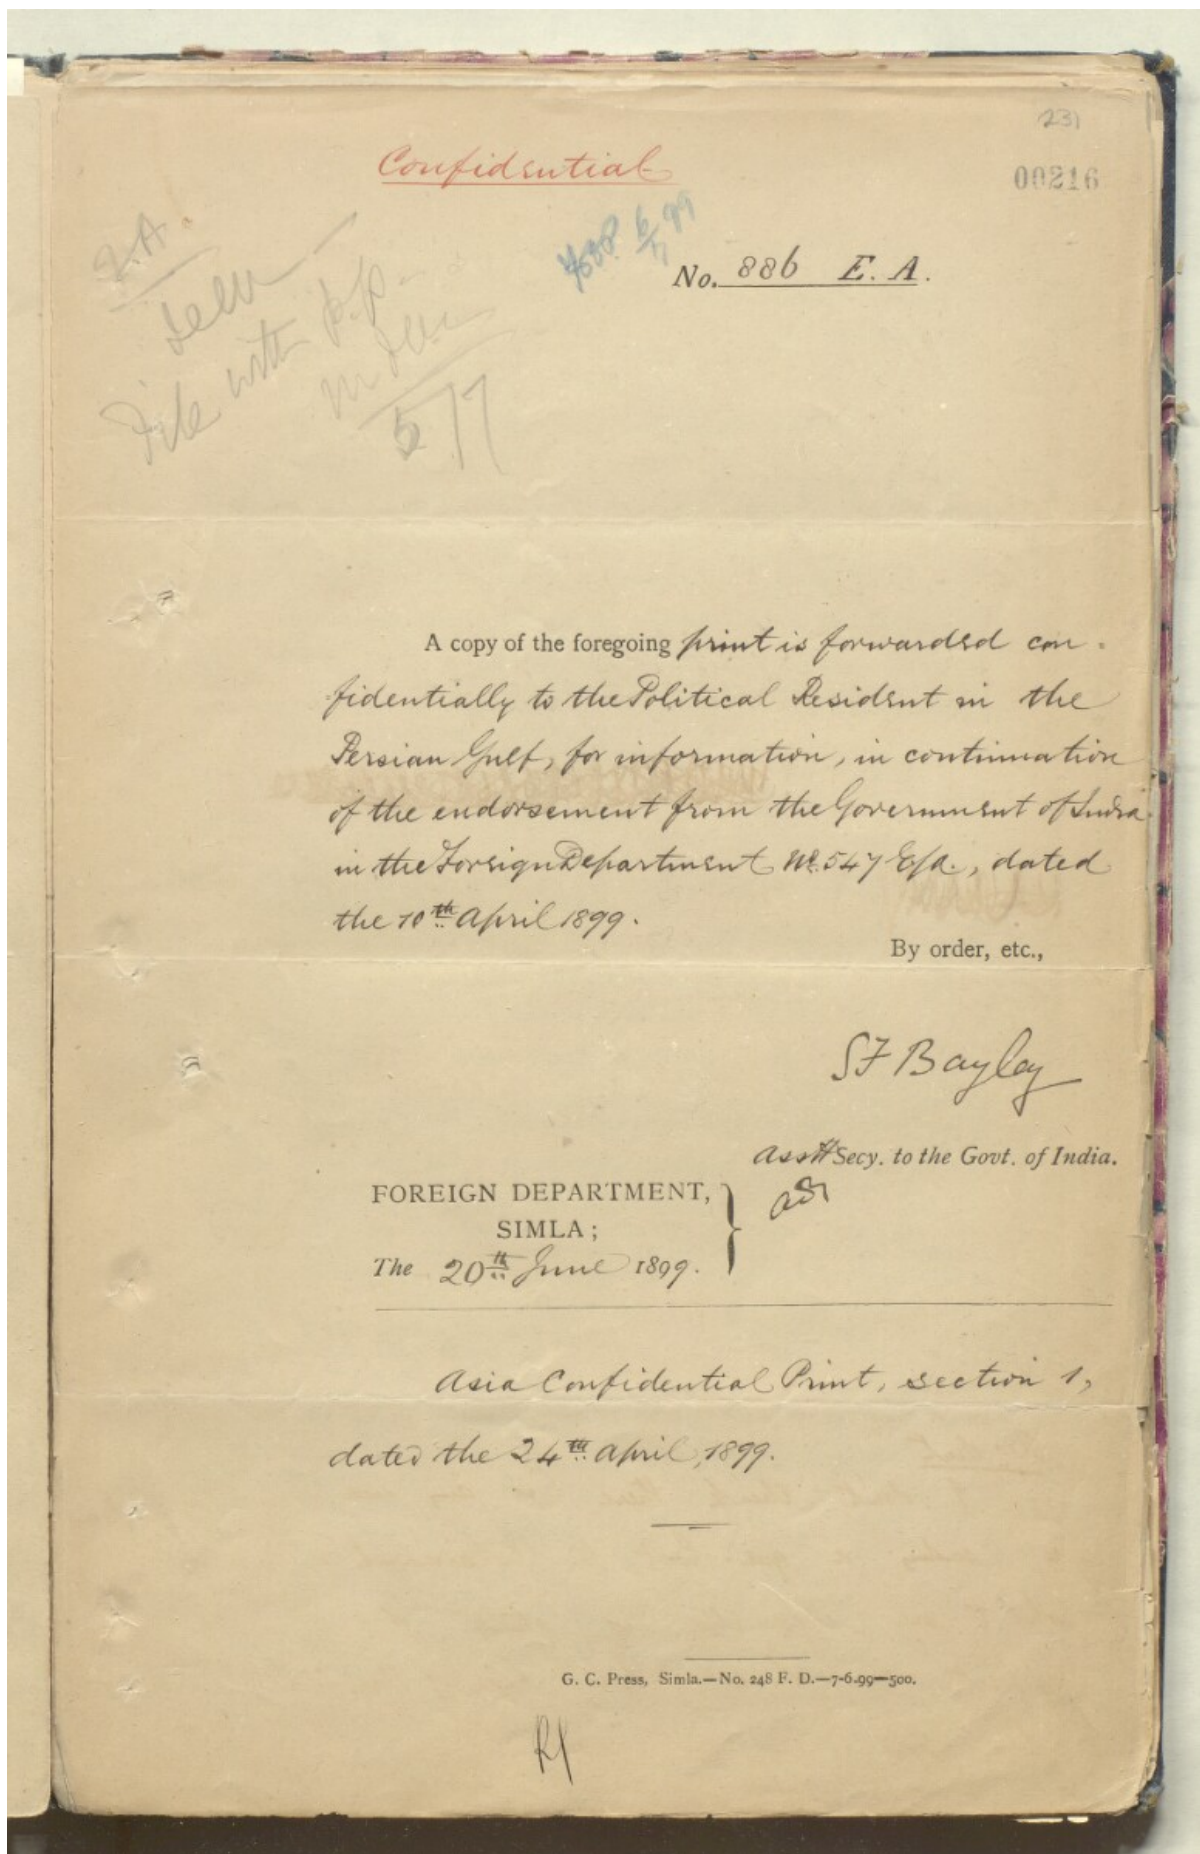 231
00216
Confidential
No. 886 E. A.
File with p.p.
5/7
A copy of the foregoing print is forwarded con-
fidentially to the Political Resident in the
Persian Gulf, for information, in continuation
of the endorsement from the Government of India
in the Foreign Department No. 547 E/A., dated
the 10th April 1899.
By order, etc.,
S F Bayley
Asstt Secy. to the Govt. of India.
FOREIGN DEPARTMENT,
SIMLA;
The 20th June 1899.
Asia Confidential Print, section 1,
dated the 24th April, 1899.
G. C. Press, Simla.—No. 248 F. D.—7-6-99—500.